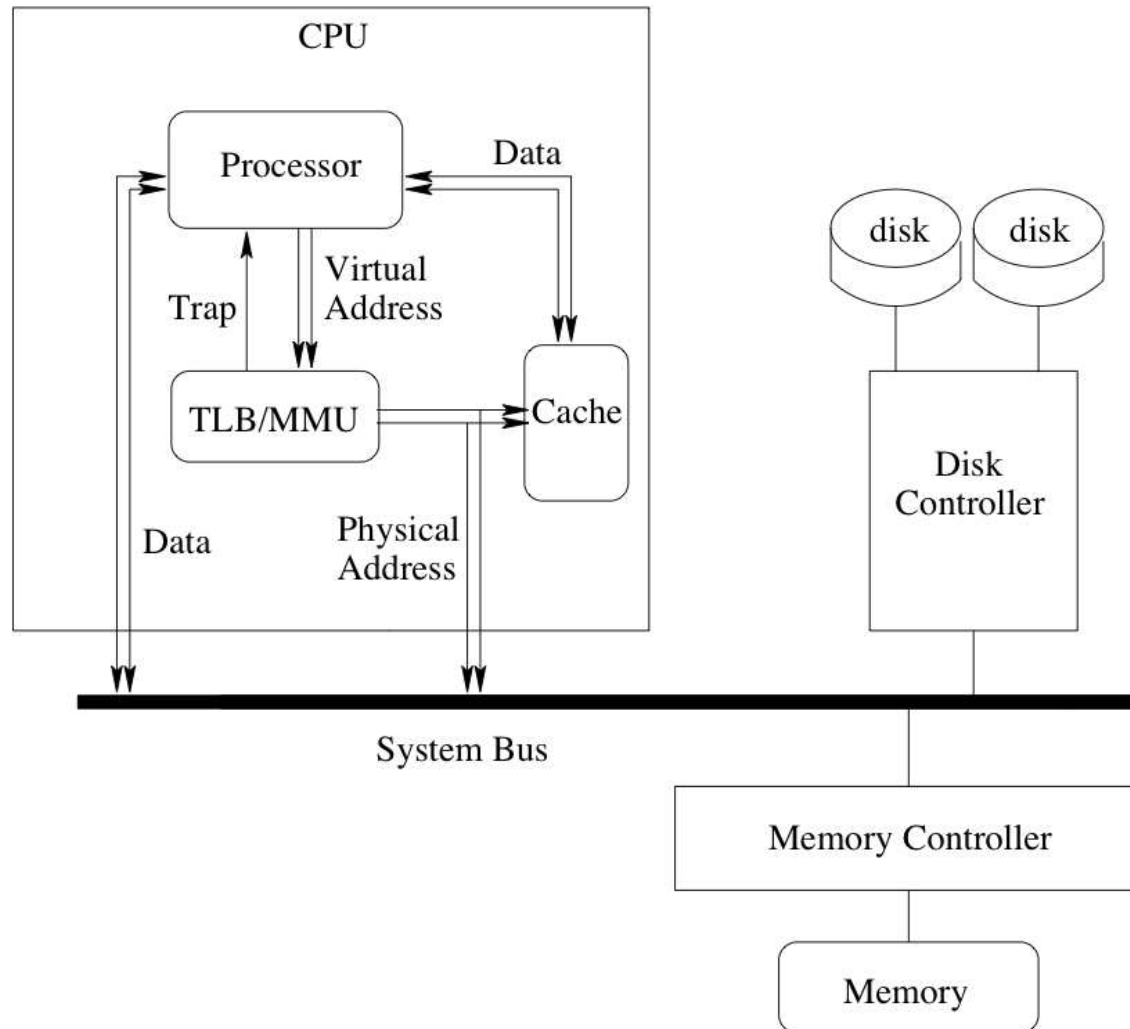 CPU
Processor
Data
Trap
Virtual
Address
TLB/MMU
Cache
Data
Physical
Address
disk
disk
Disk
Controller
System Bus
Memory Controller
Memory